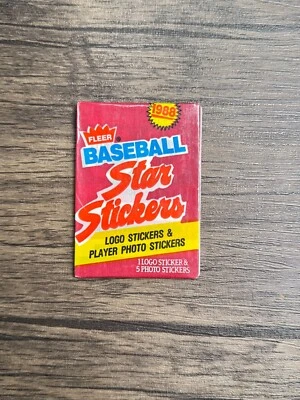 1988
FLEER
BASEBALL
Star
Stickers
LOGO STICKERS &
PLAYER PHOTO STICKERS
1 LOGO STICKER &
5 PHOTO STICKERS